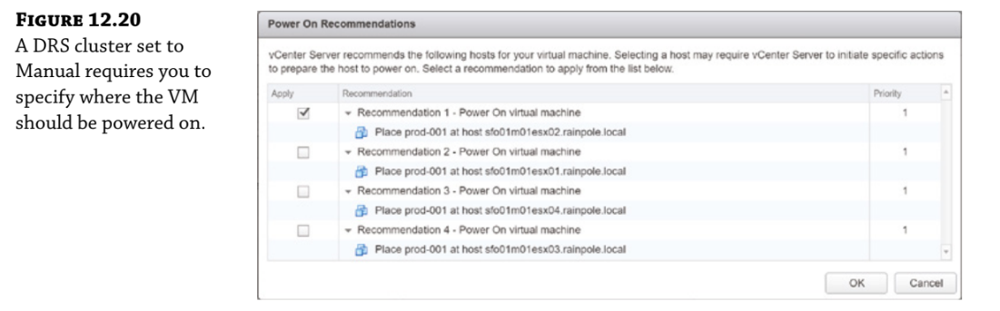 FIGURE 12.20
A DRS cluster set to
Manual requires you to
specify where the VM
should be powered on.
Power On Recommendations
vCenter Server recommends the following hosts for your virtual machine. Selecting a host may require vCenter Server to initiate specific actions
to prepare the host to power on. Select a recommendation to apply from the list below.
Apply Recommendation Priority
Recommendation 1 - Power On virtual machine 1
Place prod-001 at host sfo01m01esx02.rainpole.local
Recommendation 2 - Power On virtual machine 1
Place prod-001 at host sfo01m01esx01.rainpole.local
Recommendation 3 - Power On virtual machine 1
Place prod-001 at host sfo01m01esx04.rainpole.local
Recommendation 4 - Power On virtual machine 1
Place prod-001 at host sfo01m01esx03.rainpole.local
OK Cancel